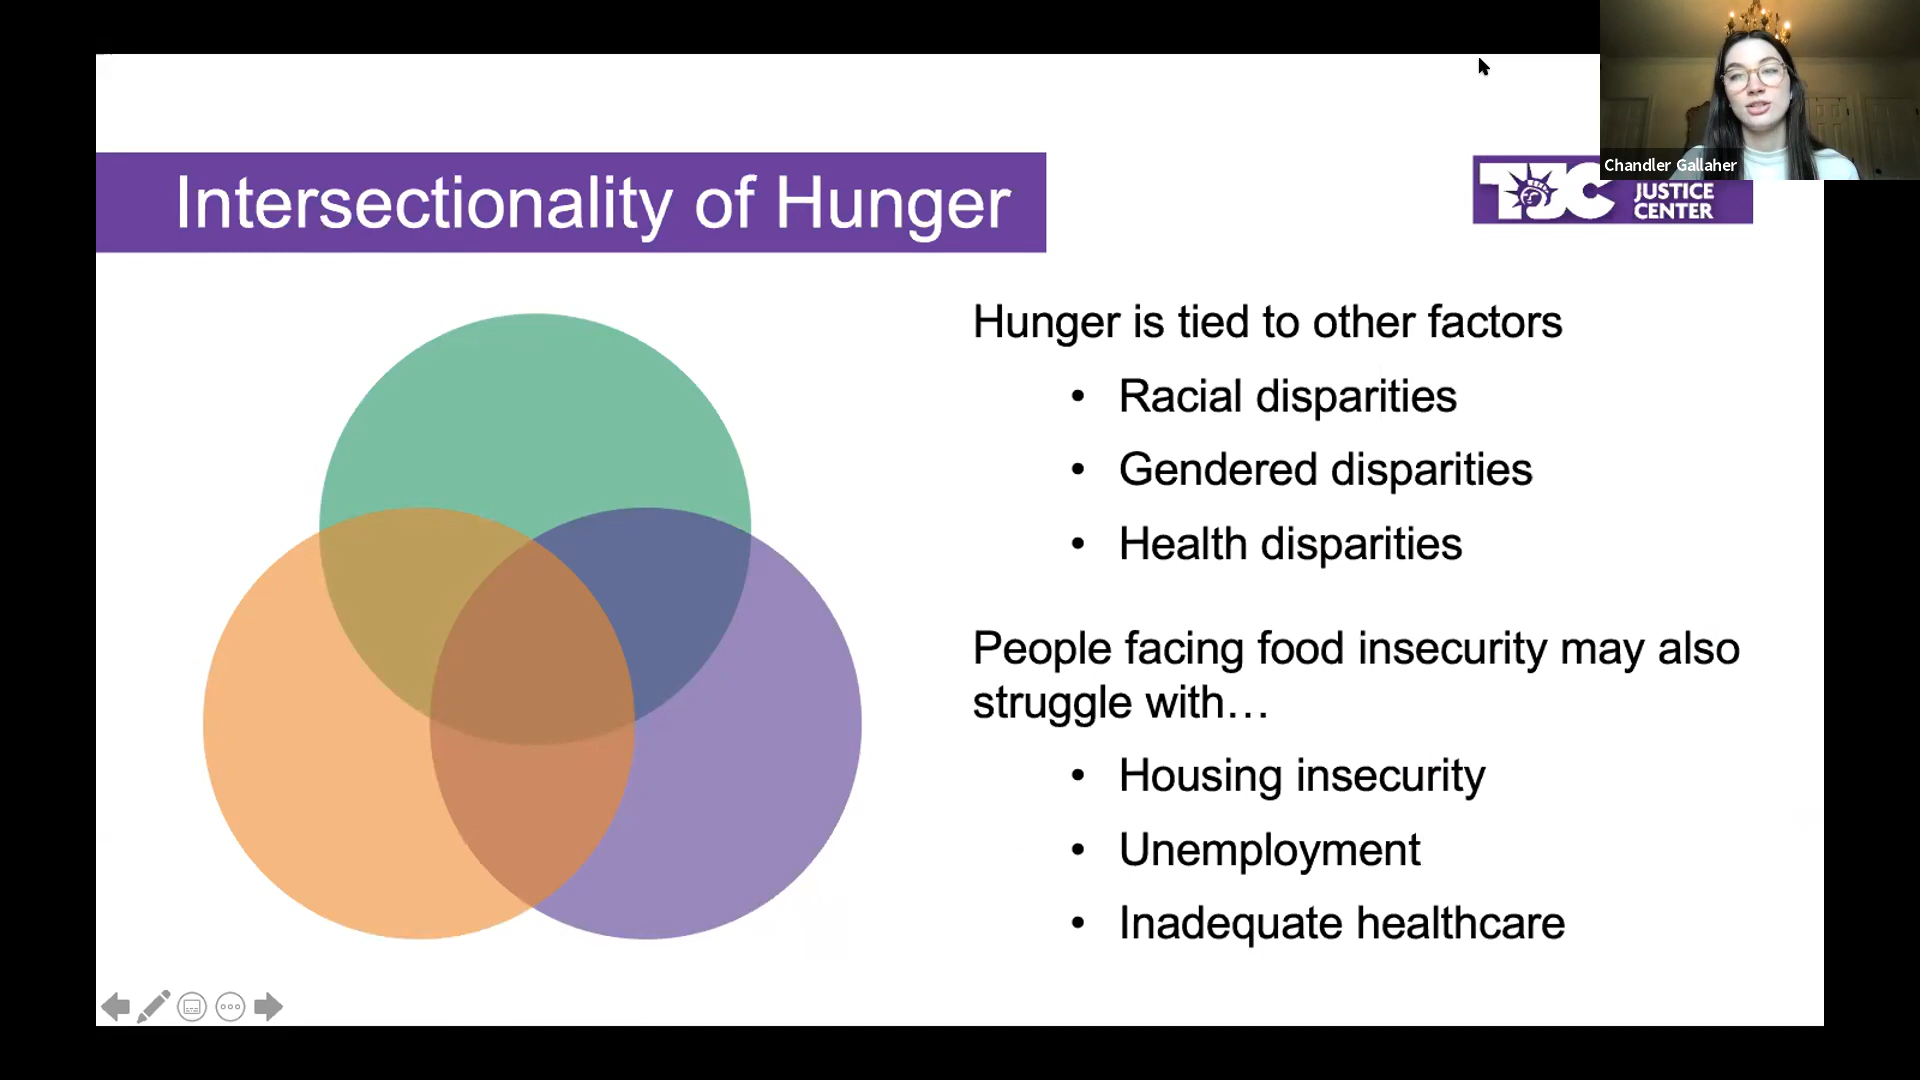 Chandler Gallaher
Intersectionality of Hunger
TJC
JUSTICE
CENTER
Hunger is tied to other factors
• Racial disparities
• Gendered disparities
• Health disparities
People facing food insecurity may also
struggle with…
• Housing insecurity
• Unemployment
• Inadequate healthcare